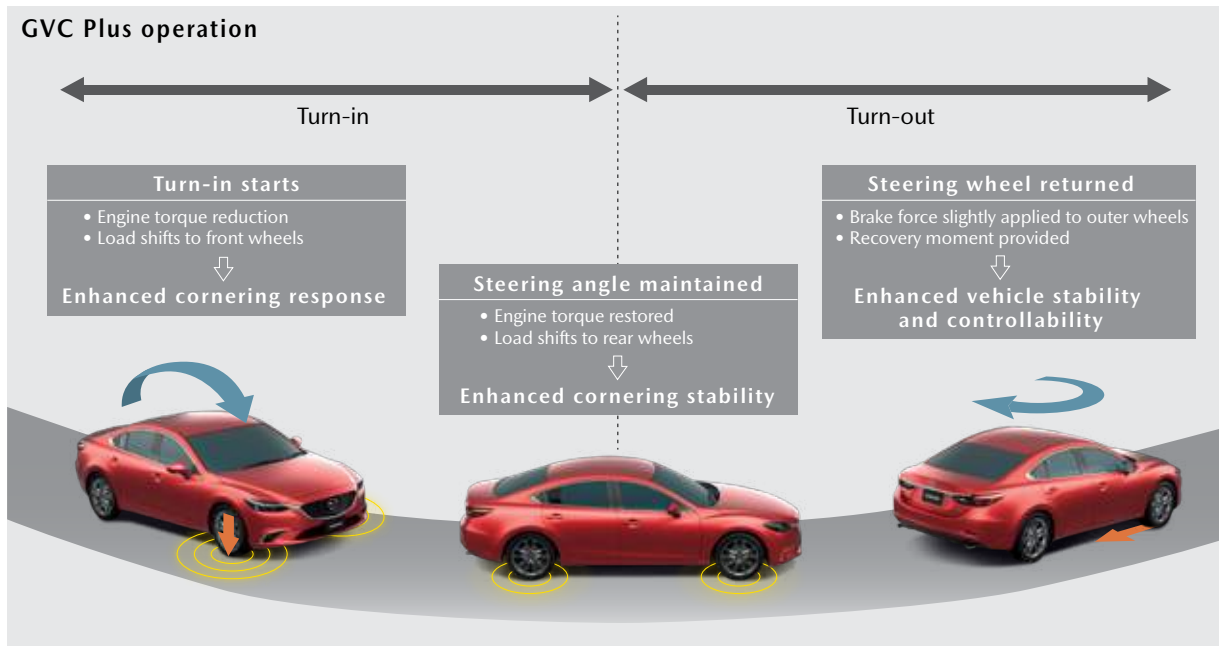 GVC Plus operation
Turn-in
Turn-out
Turn-in starts
• Engine torque reduction
• Load shifts to front wheels
Enhanced cornering response
Steering angle maintained
• Engine torque restored
• Load shifts to rear wheels
Enhanced cornering stability
Steering wheel returned
• Brake force slightly applied to outer wheels
• Recovery moment provided
Enhanced vehicle stability
and controllability